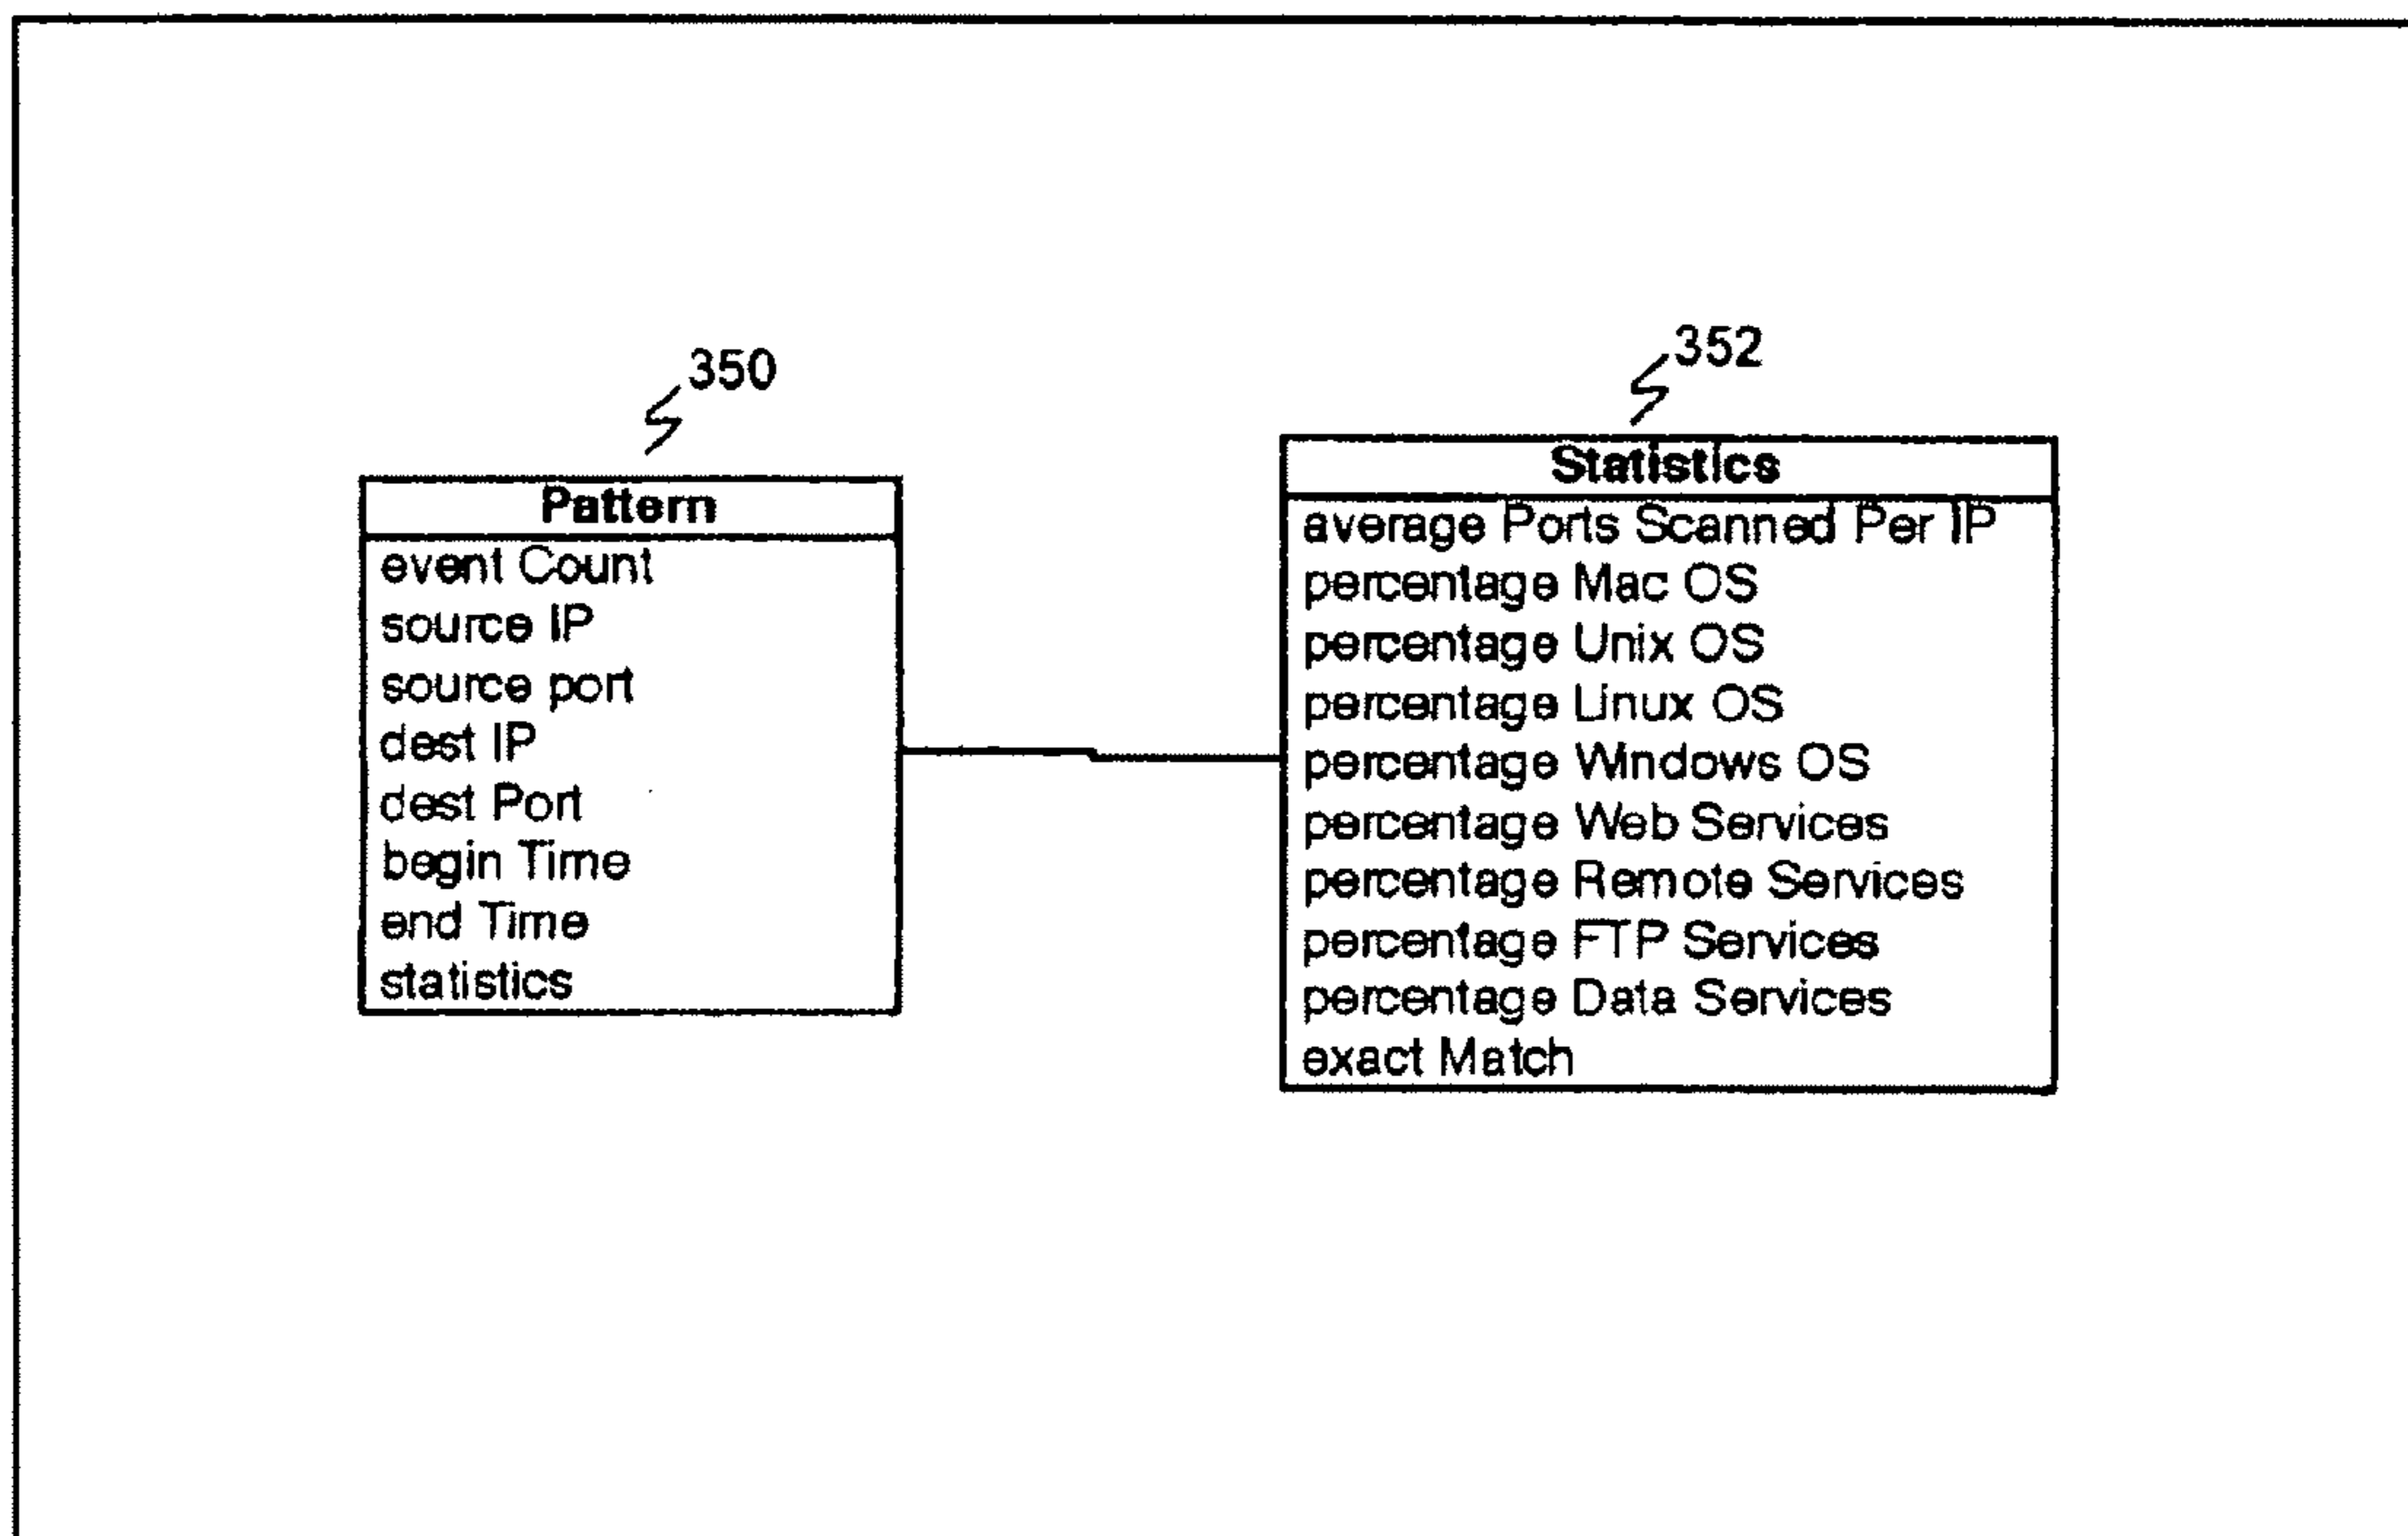 350
Pattern
event Count
source IP
source port
dest IP
dest Port
begin Time
end Time
statistics
352
Statistics
average Ports Scanned Per IP
percentage Mac OS
percentage Unix OS
percentage Linux OS
percentage Windows OS
percentage Web Services
percentage Remote Services
percentage FTP Services
percentage Data Services
exact Match